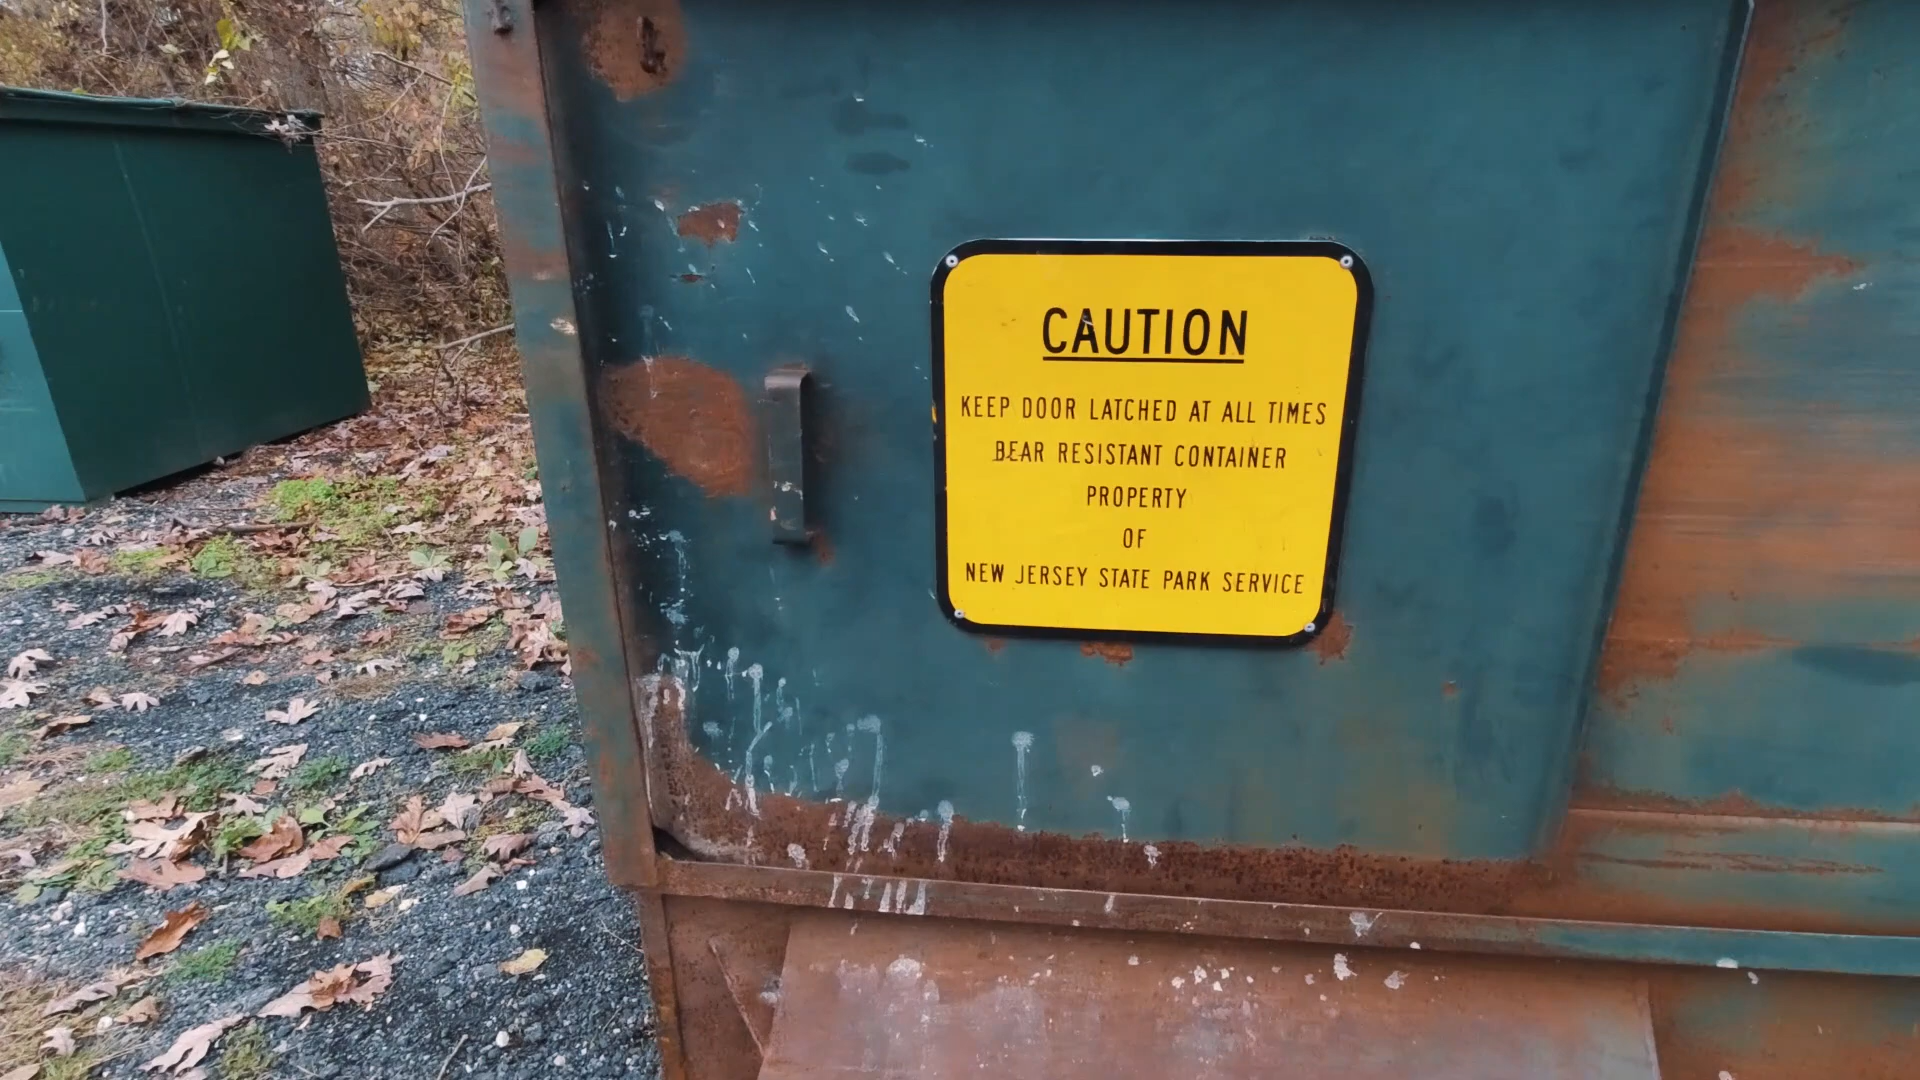 CAUTION
KEEP DOOR LATCHED AT ALL TIMES
BEAR RESISTANT CONTAINER
PROPERTY
OF
NEW JERSEY STATE PARK SERVICE